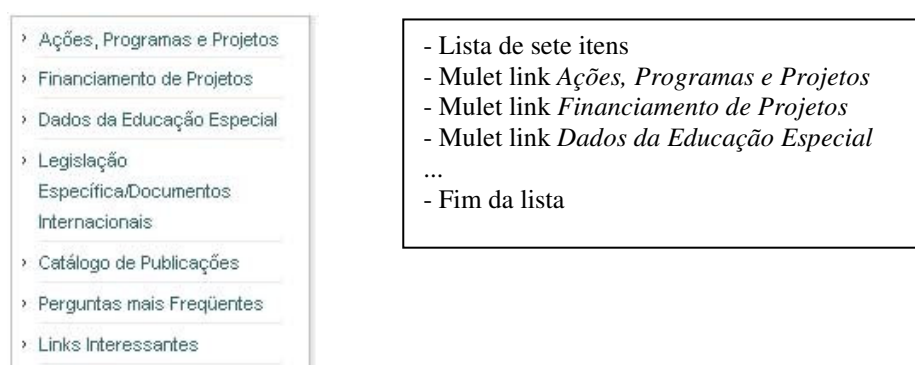 Ações, Programas e Projetos
Financiamento de Projetos
Dados da Educação Especial
Legislação
Específica/Documentos
Internacionais
Catálogo de Publicações
Perguntas mais Freqüentes
Links Interessantes
- Lista de sete itens
- Mulet link Ações, Programas e Projetos
- Mulet link Financiamento de Projetos
- Mulet link Dados da Educação Especial
...
- Fim da lista